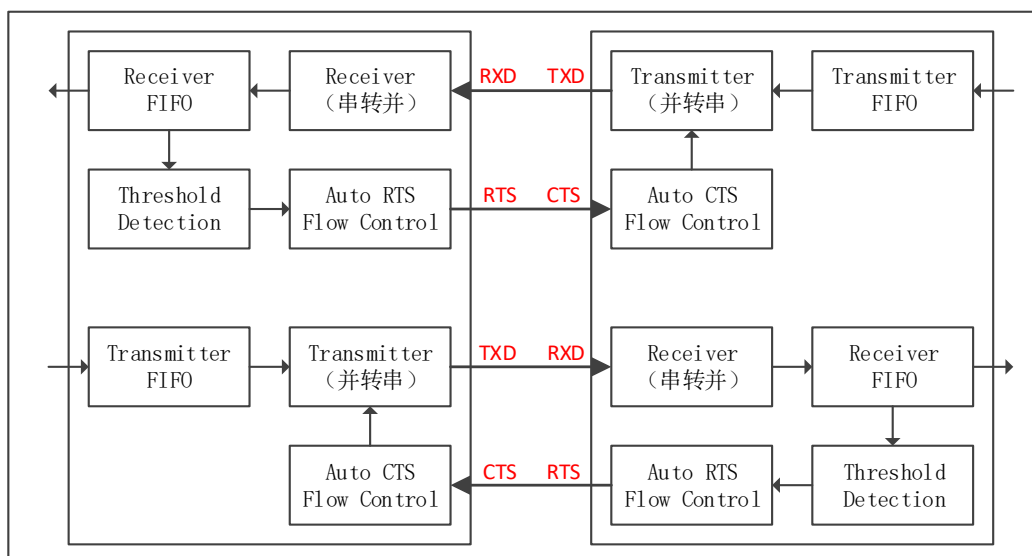 Receiver
FIFO
Receiver
（串转并）
RXD
TXD
Transmitter
（并转串）
Transmitter
FIFO
Threshold
Detection
Auto RTS
Flow Control
RTS
CTS
Auto CTS
Flow Control
Transmitter
FIFO
Transmitter
（并转串）
TXD
RXD
Receiver
（串转并）
Receiver
FIFO
Auto CTS
Flow Control
CTS
RTS
Auto RTS
Flow Control
Threshold
Detection